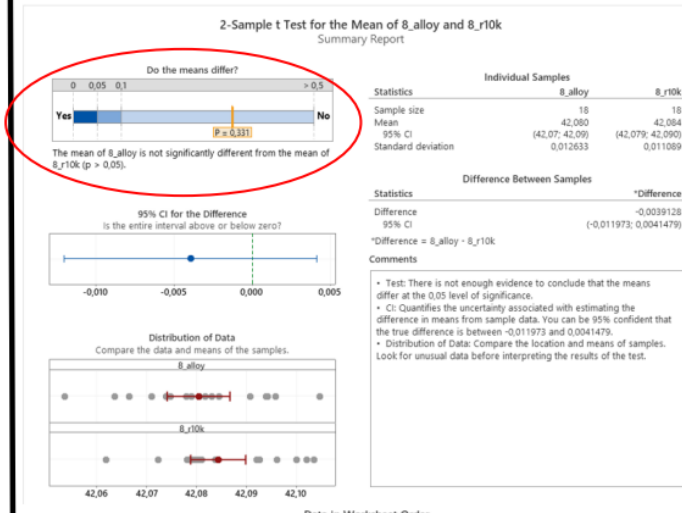 2-Sample t Test for the Mean of 8_alloy and 8_r10k
Summary Report
Do the means differ?
0 0,05 0,1 > 0,5
Yes No
P = 0,331
The mean of 8_alloy is not significantly different from the mean of
8_r10k (p > 0,05).
Individual Samples
Statistics 8_alloy 8_r10k
Sample size 18 18
Mean 42,080 42,084
95% CI (42,07; 42,09) (42,079; 42,090)
Standard deviation 0,012633 0,011089
Difference Between Samples
Statistics *Difference
Difference -0,0039128
95% CI (-0,011973; 0,0041479)
*Difference = 8_alloy - 8_r10k
95% CI for the Difference
Is the entire interval above or below zero?
-0,010 -0,005 0,000 0,005
Comments
• Test: There is not enough evidence to conclude that the means
differ at the 0,05 level of significance.
• CI: Quantifies the uncertainty associated with estimating the
difference in means from sample data. You can be 95% confident that
the true difference is between -0,011973 and 0,0041479.
• Distribution of Data: Compare the location and means of samples.
Look for unusual data before interpreting the results of the test.
Distribution of Data
Compare the data and means of the samples.
8_alloy
8_r10k
42,06 42,07 42,08 42,09 42,10